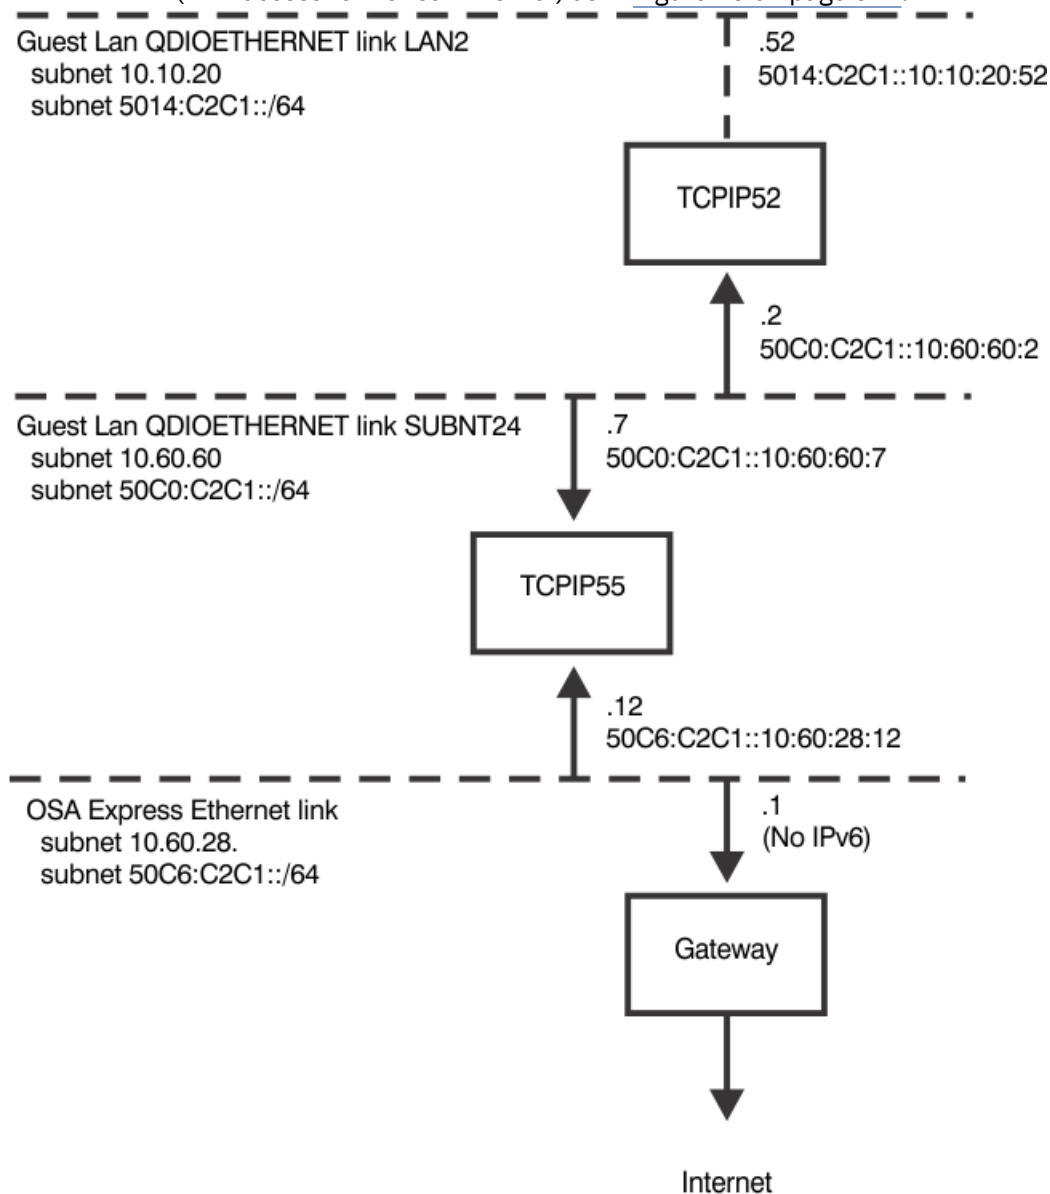 Guest Lan QDIOETHERNET link LAN2
subnet 10.10.20
subnet 5014:C2C1::/64
.52
5014:C2C1::10:10:20:52
TCPIP52
.2
50C0:C2C1::10:60:60:2
Guest Lan QDIOETHERNET link SUBNT24
subnet 10.60.60
subnet 50C0:C2C1::/64
.7
50C0:C2C1::10:60:60:7
TCPIP55
.12
50C6:C2C1::10:60:28:12
OSA Express Ethernet link
subnet 10.60.28.
subnet 50C6:C2C1::/64
.1
(No IPv6)
Gateway
Internet